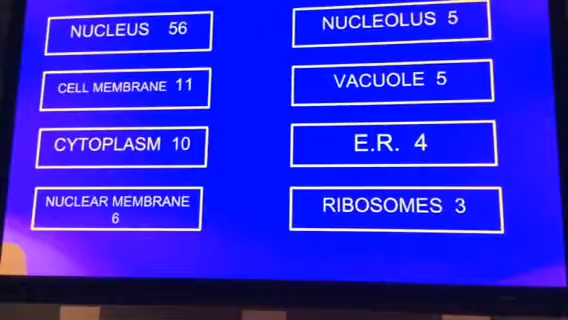 NUCLEUS 56
CELL MEMBRANE 11
CYTOPLASM 10
NUCLEAR MEMBRANE
6
NUCLEOLUS 5
VACUOLE 5
E.R. 4
RIBOSOMES 3